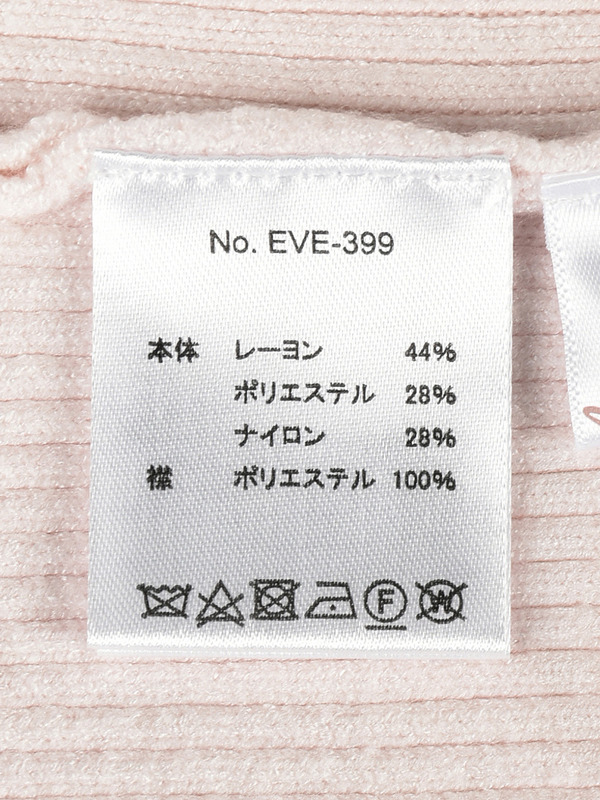 No. EVE-399
本体 レーヨン 44%
ポリエステル 28%
ナイロン 28%
襟 ポリエステル 100%
F W